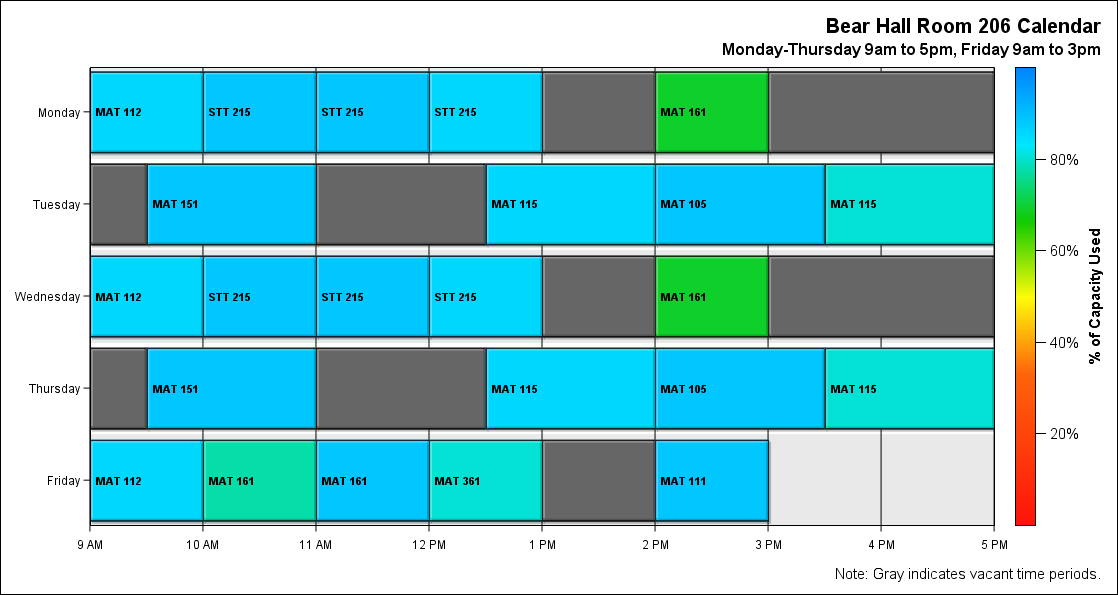 Bear Hall Room 206 Calendar
Monday-Thursday 9am to 5pm, Friday 9am to 3pm
Monday
MAT 112
STT 215
STT 215
STT 215
MAT 161
Tuesday
MAT 151
MAT 115
MAT 105
MAT 115
Wednesday
MAT 112
STT 215
STT 215
STT 215
MAT 161
Thursday
MAT 151
MAT 115
MAT 105
MAT 115
Friday
MAT 112
MAT 161
MAT 161
MAT 361
MAT 111
9 AM
10 AM
11 AM
12 PM
1 PM
2 PM
3 PM
4 PM
5 PM
80%
60%
40%
20%
% of Capacity Used
Note: Gray indicates vacant time periods.